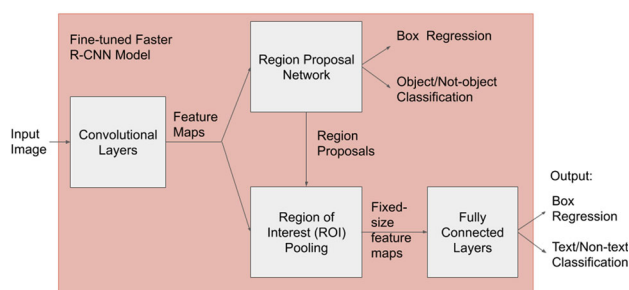 Fine-tuned Faster
R-CNN Model
Input
Image
Convolutional
Layers
Feature
Maps
Region Proposal
Network
Box Regression
Object/Not-object
Classification
Region
Proposals
Region of
Interest (ROI)
Pooling
Fixed-
size
feature
maps
Fully
Connected
Layers
Output:
Box
Regression
Text/Non-text
Classification